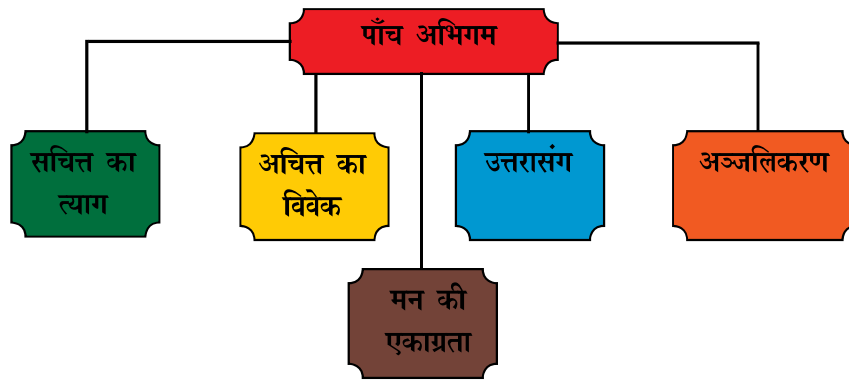 पाँच अभिगम
सचित्त का
त्याग
अचित्त का
विवेक
उत्तरासंग
अञ्जलिकरण
मन की
एकाग्रता